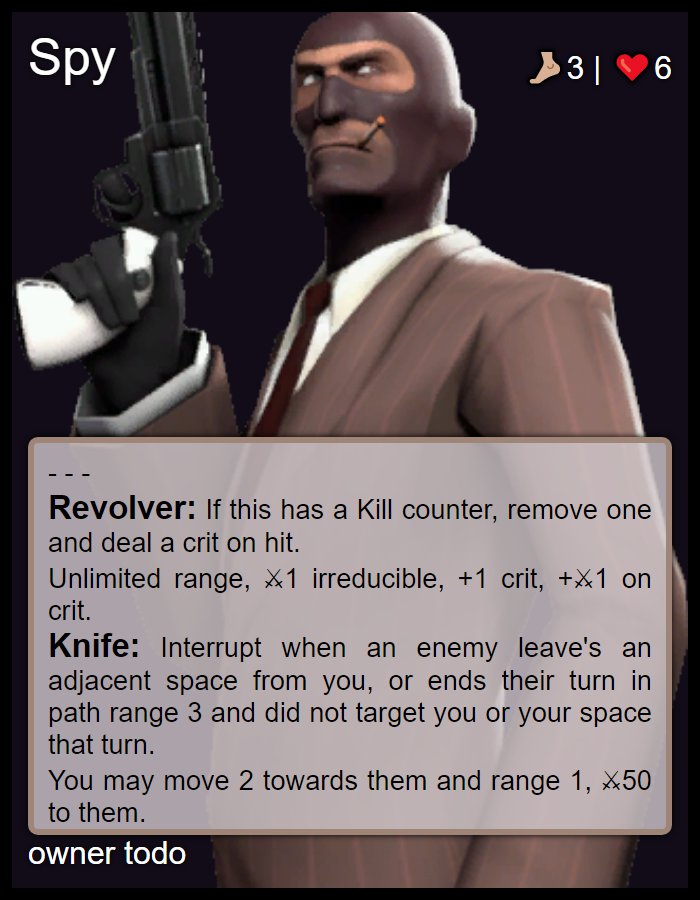 Spy
🦶🏼3 | ❤️6
- - -
Revolver: If this has a Kill counter, remove one
and deal a crit on hit.
Unlimited range, ⚔1 irreducible, +1 crit, +⚔1 on
crit.
Knife: Interrupt when an enemy leave's an
adjacent space from you, or ends their turn in
path range 3 and did not target you or your space
that turn.
You may move 2 towards them and range 1, ⚔50
to them.
owner todo